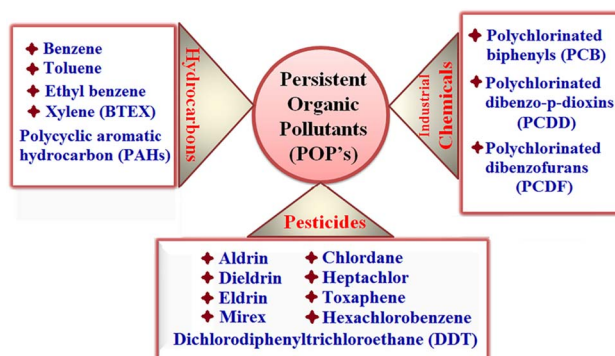 Benzene
Toluene
Ethyl benzene
Xylene (BTEX)
Polycyclic aromatic
hydrocarbon (PAHs)
Hydrocarbons
Persistent
Organic
Pollutants
(POP's)
Industrial
Chemicals
Polychlorinated
biphenyls (PCB)
Polychlorinated
dibenzo-p-dioxins
(PCDD)
Polychlorinated
dibenzofurans
(PCDF)
Pesticides
Aldrin
Dieldrin
Eldrin
Mirex
Chlordane
Heptachlor
Toxaphene
Hexachlorobenzene
Dichlorodiphenyltrichloroethane (DDT)